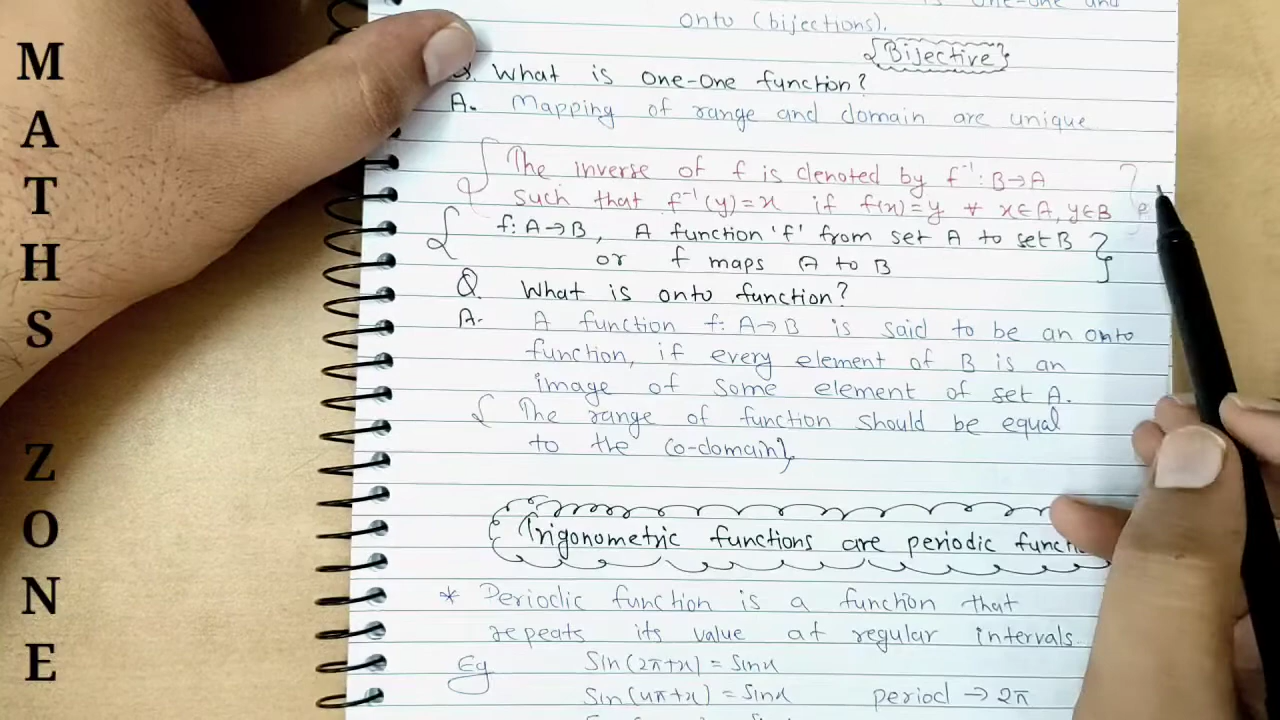 MATHS ZONE
one-one and
onto (bijections).
{Bijective}
Q. What is one-one function?
A. Mapping of range and domain are unique
{The inverse of f is denoted by f⁻¹: B→A
such that f⁻¹(y)=x if f(x)=y ∀ x∈A, y∈B
{ f: A→B, A function 'f' from set A to set B }
or f maps A to B
Q. What is onto function?
A. A function f: A→B is said to be an onto
function, if every element of B is an
image of some element of set A.
{ The range of function should be equal
to the co-domain}
Trigonometric functions are periodic
* Periodic function is a function that
repeats its value at regular intervals.
Eg Sin(2π+x) = Sinx
Sin(4π+x) = Sinx period → 2π